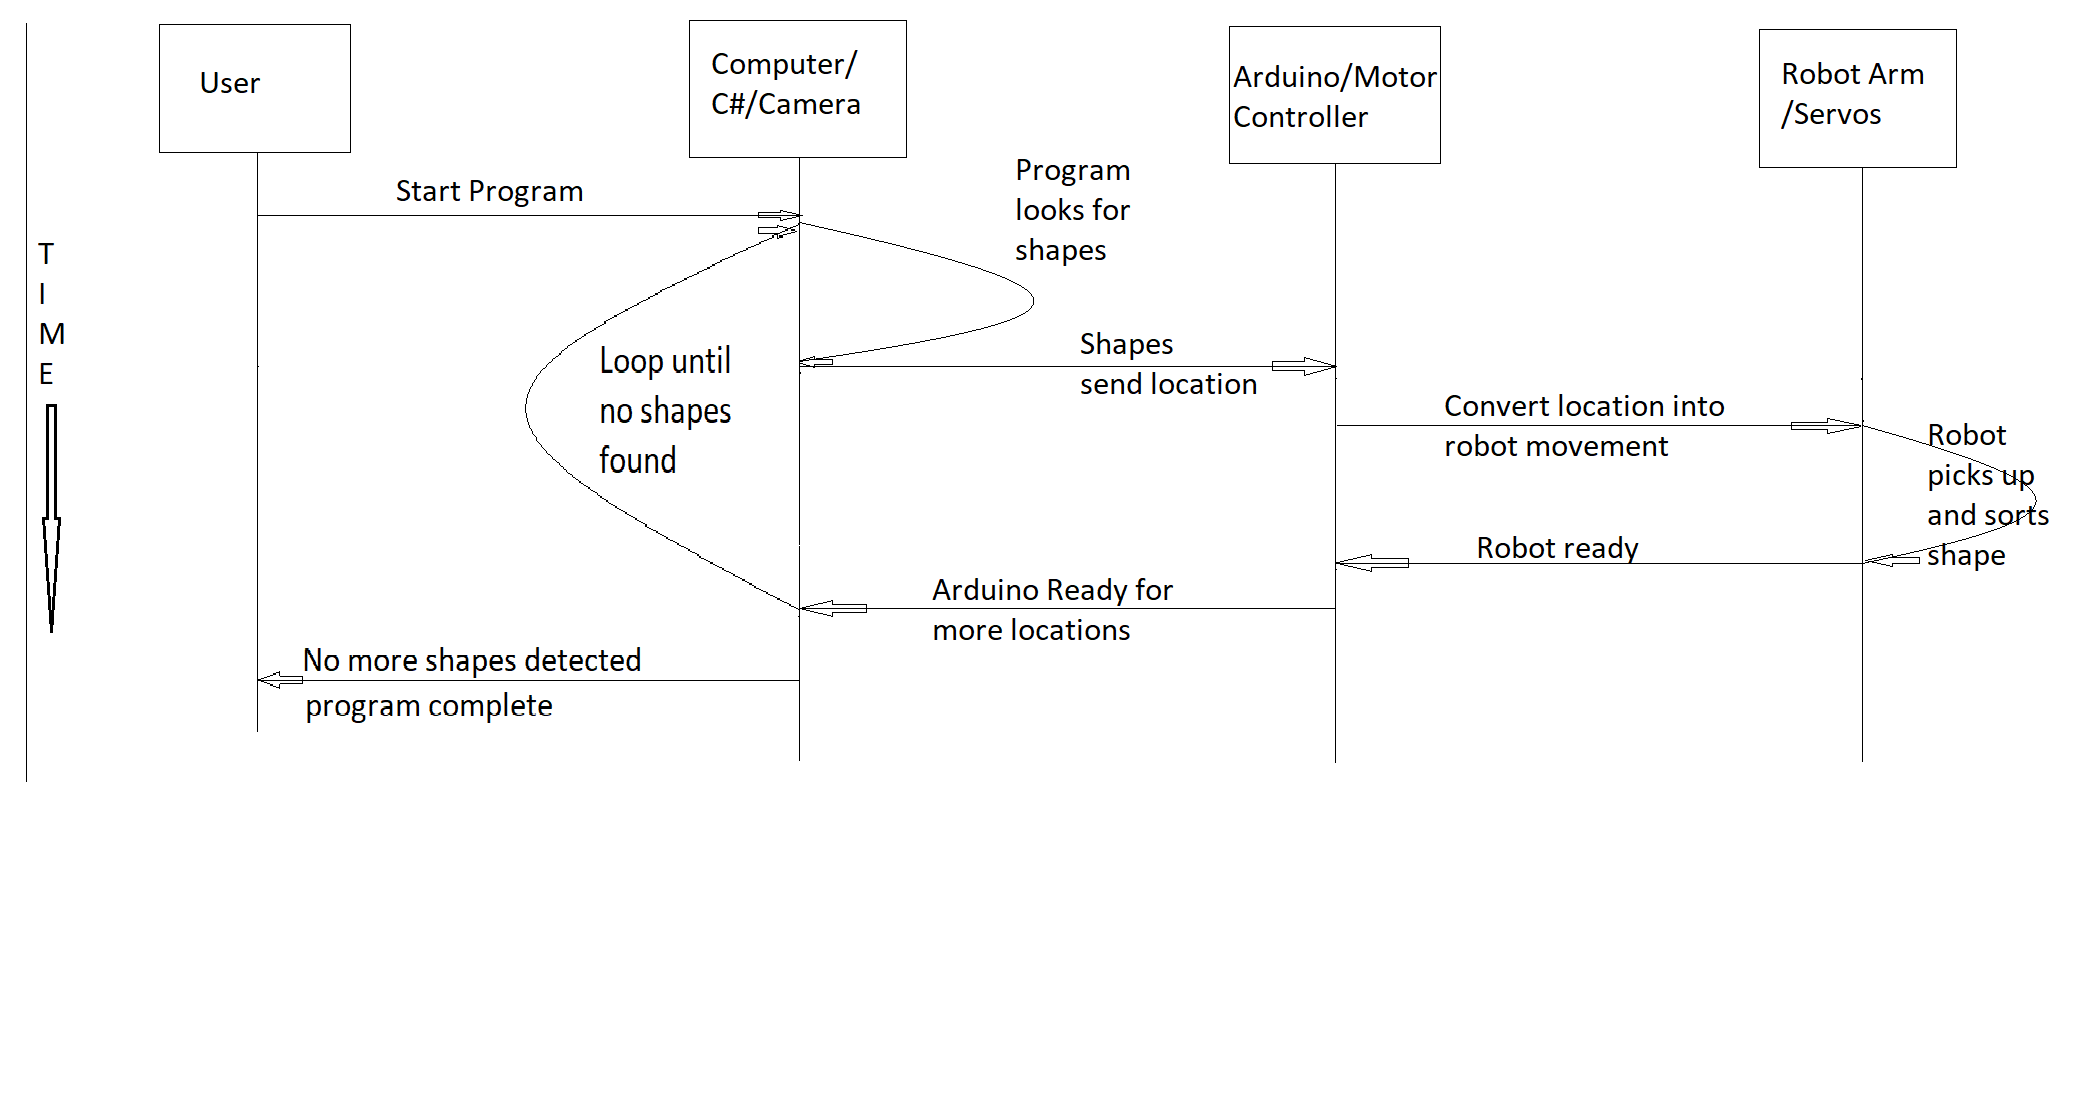 User
Computer/
C#/Camera
Arduino/Motor
Controller
Robot Arm
/Servos
Start Program
Program
looks for
shapes
T
I
M
E
Loop until
no shapes
found
Shapes
send location
Convert location into
robot movement
Robot
picks up
and sorts
shape
Robot ready
Arduino Ready for
more locations
No more shapes detected
program complete